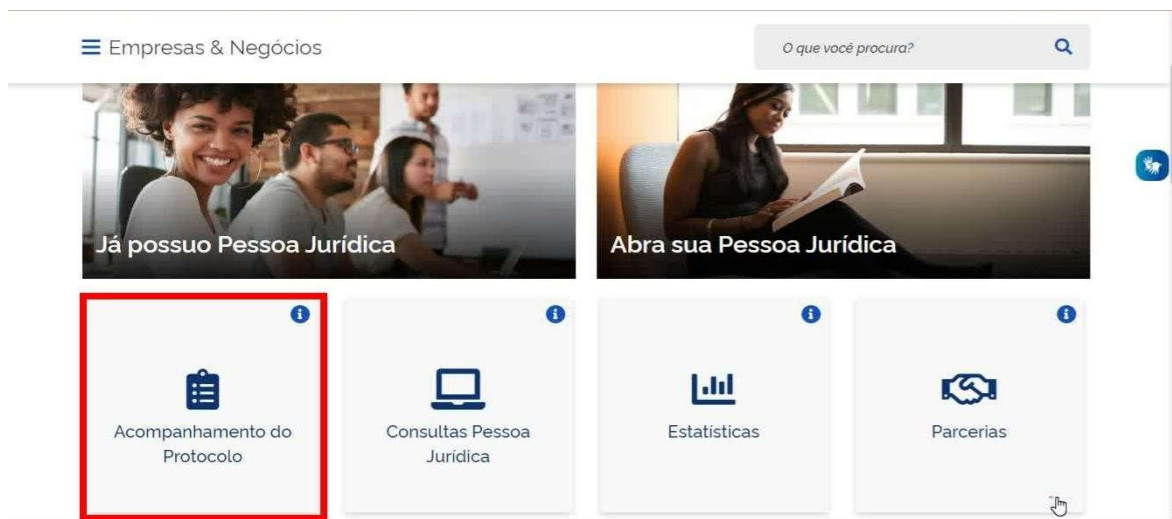 Empresas & Negócios
O que você procura?
Já possuo Pessoa Jurídica
Abra sua Pessoa Jurídica
Acompanhamento do
Protocolo
Consultas Pessoa
Jurídica
Estatísticas
Parcerias